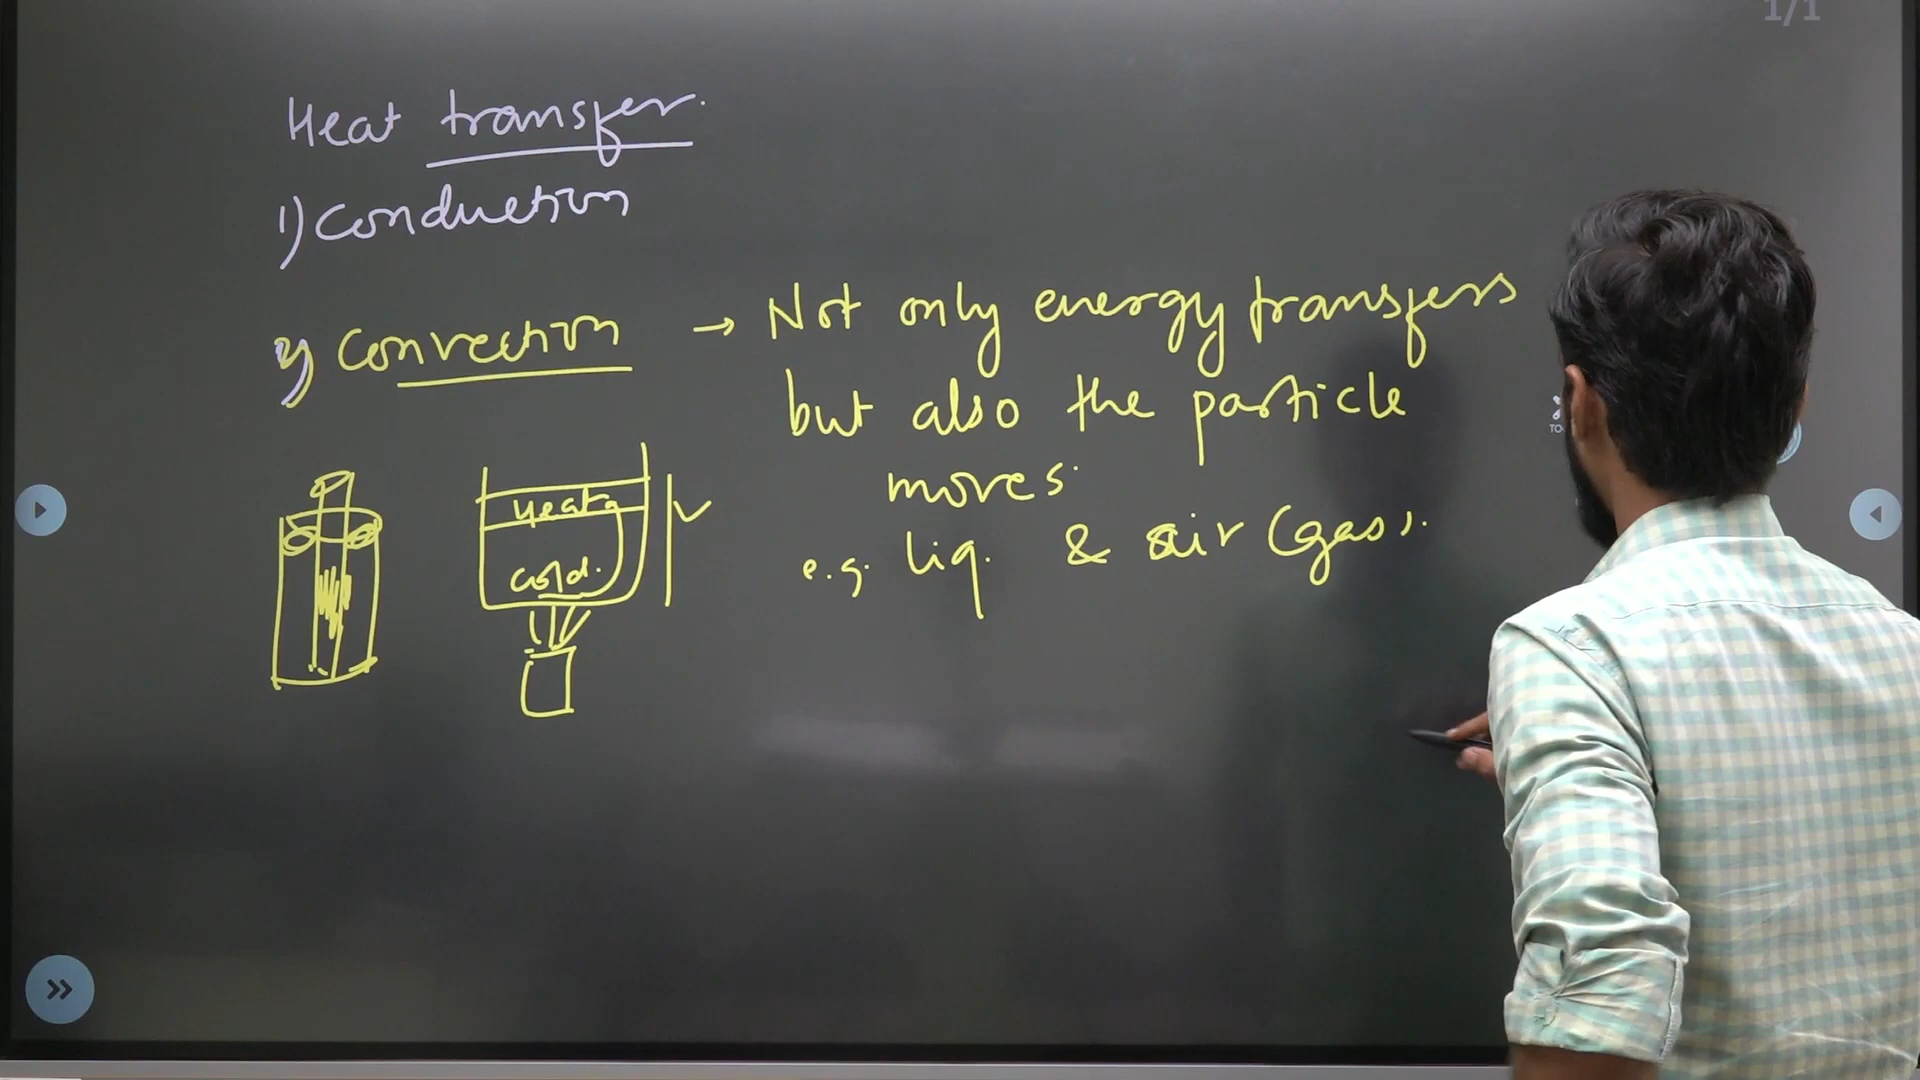 1/1
Heat transfer.
1) Conduction
2) Convection → Not only energy transfers
but also the particle
moves.
e.g. liq. & air (gas).
Heat
Cold.